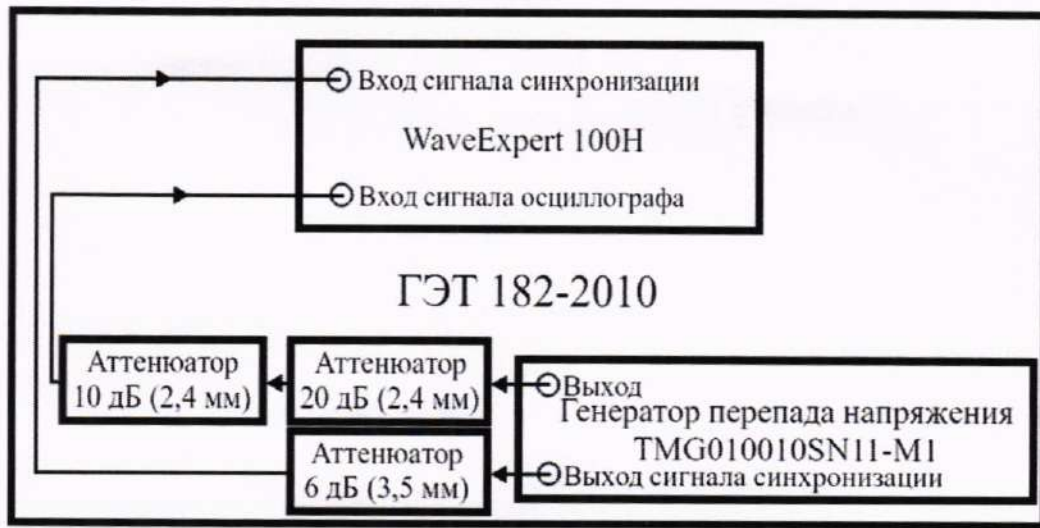 Вход сигнала синхронизации
WaveExpert 100H
Вход сигнала осциллографа
ГЭТ 182-2010
Аттенюатор
10 дБ (2,4 мм)
Аттенюатор
20 дБ (2,4 мм)
Аттенюатор
6 дБ (3,5 мм)
Выход
Генератор перепада напряжения
TMG010010SN11-M1
Выход сигнала синхронизации